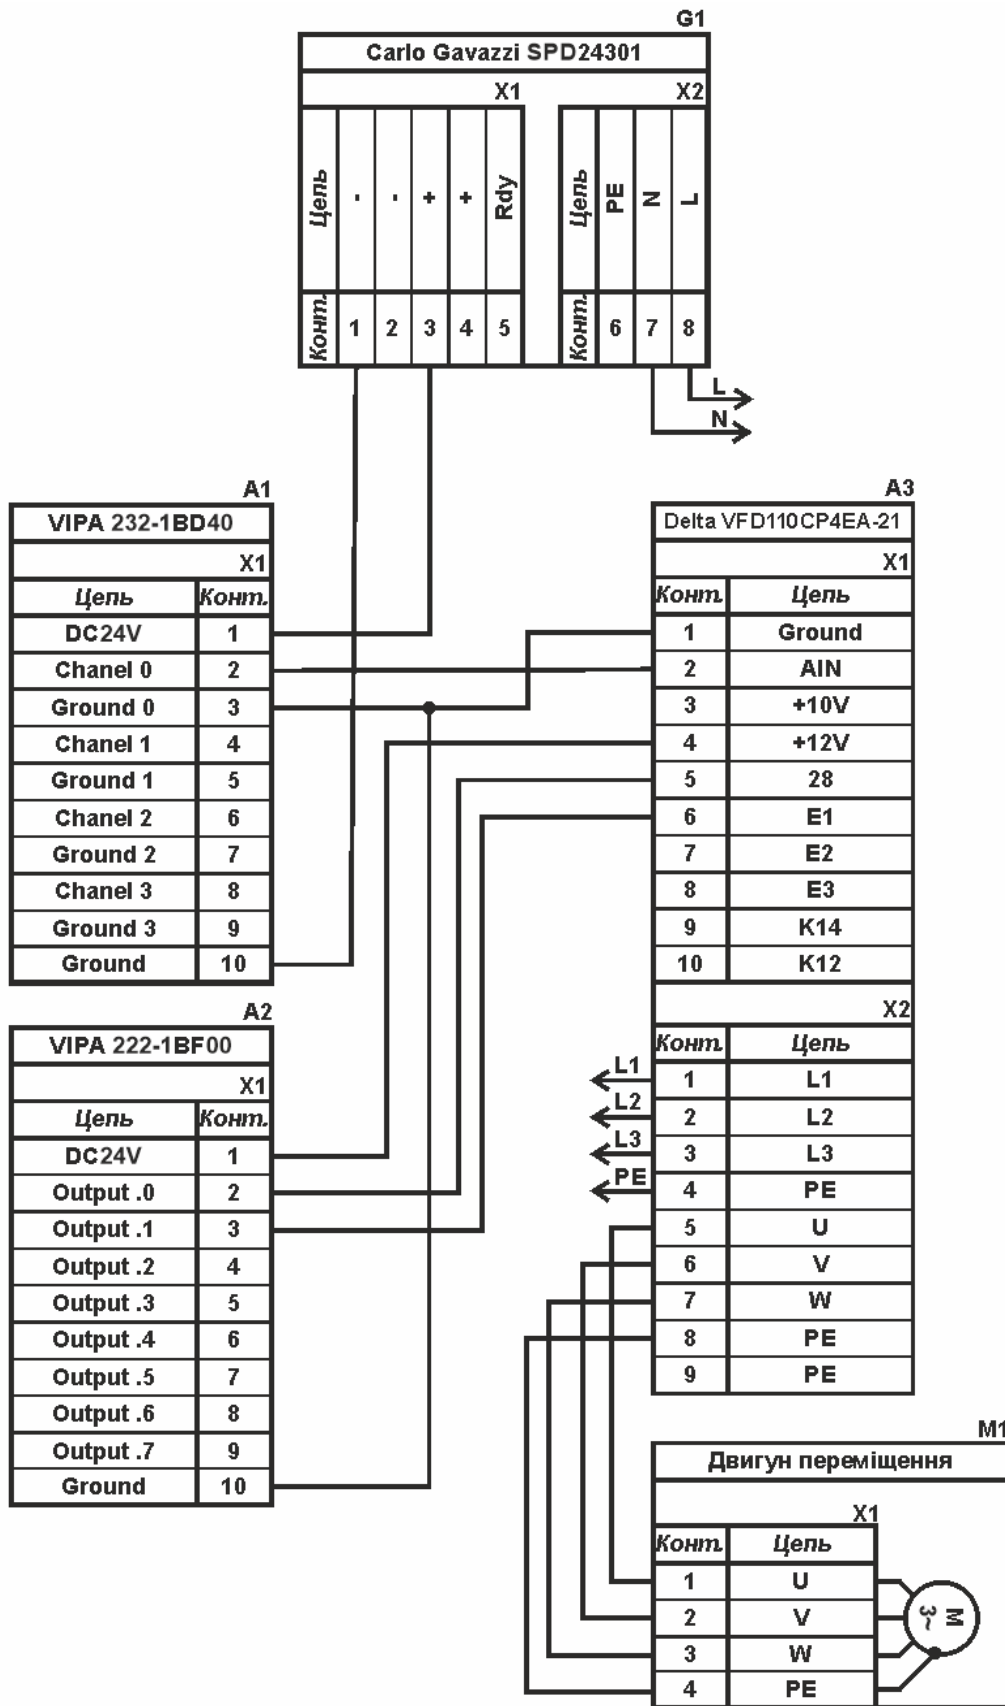 G1
Carlo Gavazzi SPD24301
X1 X2
Цепь - - + + Rdy Цепь PE N L
Конт. 1 2 3 4 5 Конт. 6 7 8
L
N
A1
VIPA 232-1BD40
X1
Цепь Конт.
DC24V 1
Chanel 0 2
Ground 0 3
Chanel 1 4
Ground 1 5
Chanel 2 6
Ground 2 7
Chanel 3 8
Ground 3 9
Ground 10
A2
VIPA 222-1BF00
X1
Цепь Конт.
DC24V 1
Output .0 2
Output .1 3
Output .2 4
Output .3 5
Output .4 6
Output .5 7
Output .6 8
Output .7 9
Ground 10
A3
Delta VFD110CP4EA-21
X1
Конт. Цепь
1 Ground
2 AIN
3 +10V
4 +12V
5 28
6 E1
7 E2
8 E3
9 K14
10 K12
X2
Конт. Цепь
L1 1 L1
L2 2 L2
L3 3 L3
PE 4 PE
5 U
6 V
7 W
8 PE
9 PE
M1
Двигун переміщення
X1
Конт. Цепь
1 U
2 V
3 W
4 PE
M
3~